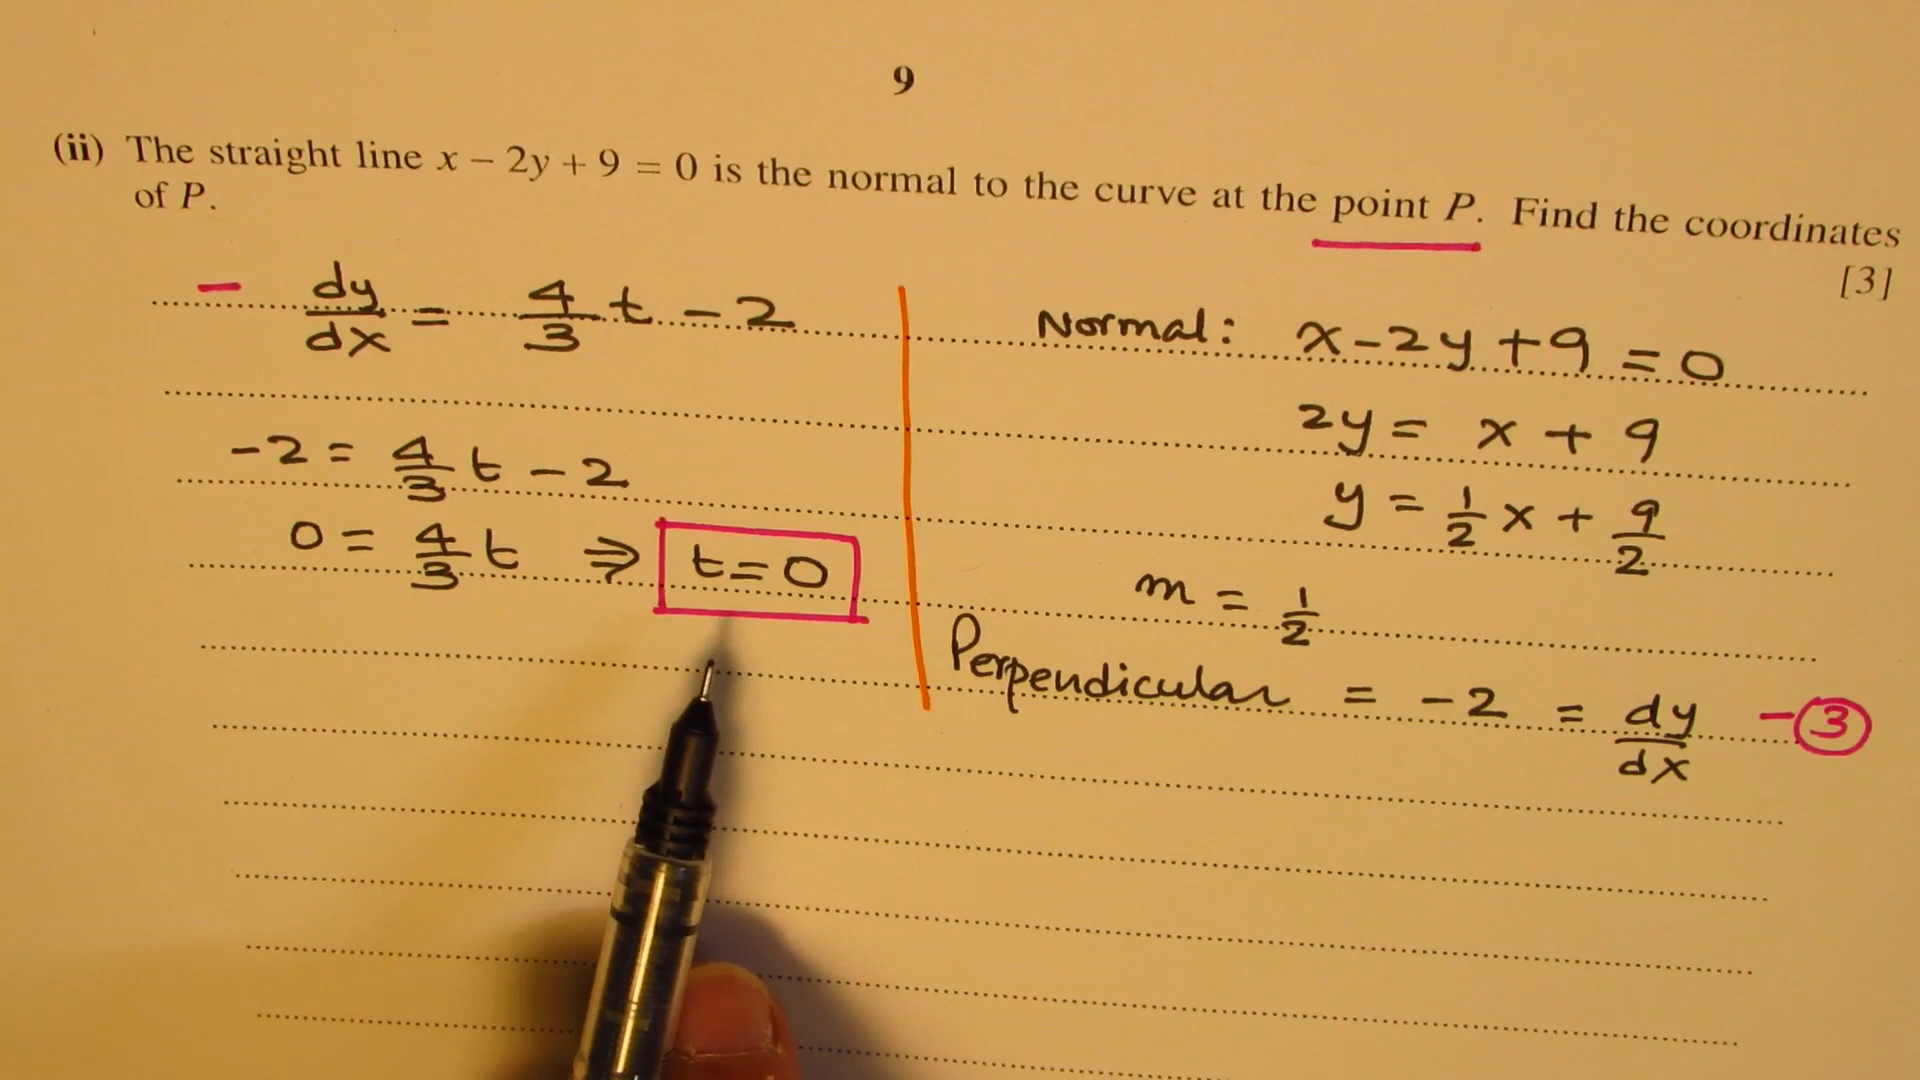 9
(ii) The straight line x − 2y + 9 = 0 is the normal to the curve at the point P. Find the coordinates
of P.
[3]
− dy/dx = 4/3 t − 2
−2 = 4/3 t − 2
0 = 4/3 t ⇒ t = 0
Normal: x − 2y + 9 = 0
2y = x + 9
y = 1/2 x + 9/2
m = 1/2
Perpendicular = −2 = dy/dx − 3